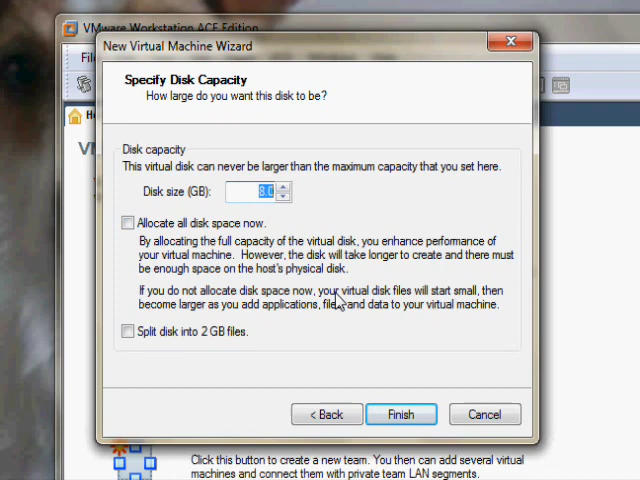 VMware Workstation ACE Edition
New Virtual Machine Wizard
Specify Disk Capacity
How large do you want this disk to be?
Disk capacity
This virtual disk can never be larger than the maximum capacity that you set here.
Disk size (GB): 8.0
Allocate all disk space now.
By allocating the full capacity of the virtual disk, you enhance performance of
your virtual machine. However, the disk will take longer to create and there must
be enough space on the host's physical disk.
If you do not allocate disk space now, your virtual disk files will start small, then
become larger as you add applications, files, and data to your virtual machine.
Split disk into 2 GB files.
< Back
Finish
Cancel
Click this button to create a new team. You then can add several virtual
machines and connect them with private team LAN segments.